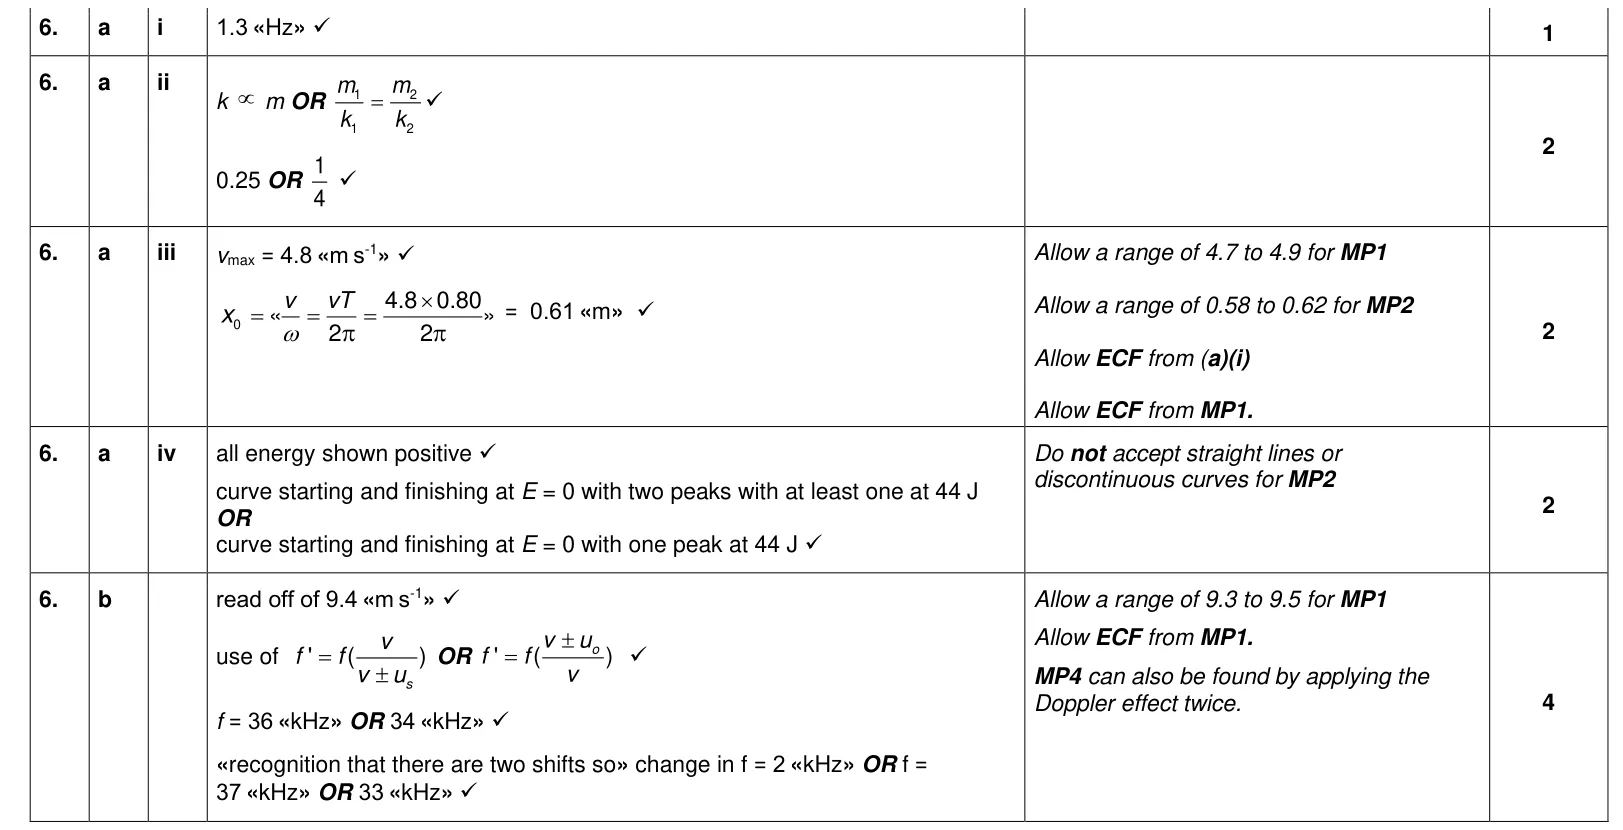 6. a i 1.3 «Hz» ✓ 1
6. a ii k ∝ m OR m₁/k₁ = m₂/k₂ ✓
0.25 OR 1/4 ✓
2
6. a iii vmax = 4.8 «m s⁻¹» ✓
x₀ = «v/ω = vT/2π = 4.8×0.80/2π» = 0.61 «m» ✓
Allow a range of 4.7 to 4.9 for MP1
Allow a range of 0.58 to 0.62 for MP2
Allow ECF from (a)(i)
Allow ECF from MP1.
2
6. a iv all energy shown positive ✓
curve starting and finishing at E = 0 with two peaks with at least one at 44 J
OR
curve starting and finishing at E = 0 with one peak at 44 J ✓
Do not accept straight lines or
discontinuous curves for MP2
2
6. b read off of 9.4 «m s⁻¹» ✓
use of f' = f(v/(v ± uₛ)) OR f' = f((v ± uₒ)/v) ✓
f = 36 «kHz» OR 34 «kHz» ✓
«recognition that there are two shifts so» change in f = 2 «kHz» OR f =
37 «kHz» OR 33 «kHz» ✓
Allow a range of 9.3 to 9.5 for MP1
Allow ECF from MP1.
MP4 can also be found by applying the
Doppler effect twice.
4